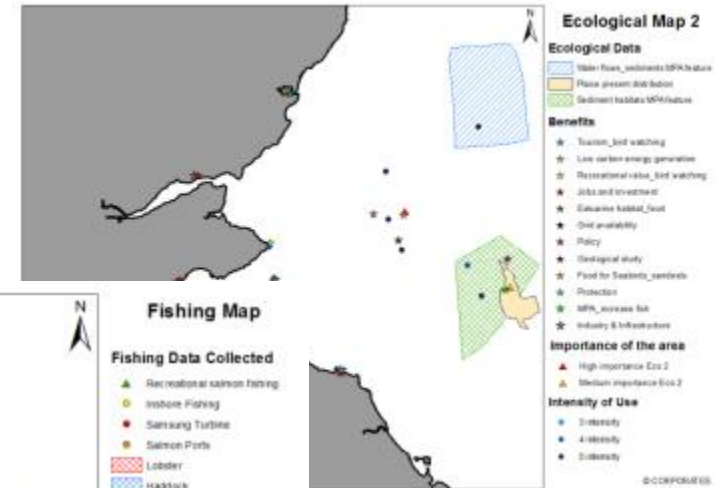 N
Ecological Map 2
Ecological Data
Water flows_sediments MPA feature
Plaice present distribution
Sediment habitats MPA feature
Benefits
Tourism_bird watching
Low carbon energy generation
Recreational value_bird watching
Jobs and investment
Estuarine habitat_food
Grid availability
Policy
Geological study
Food for Seabirds_sandeels
Protection
MPA_increase fish
Industry & Infrastructure
Importance of the area
High importance Eco 2
Medium importance Eco 2
Intensity of Use
3 intensity
4 intensity
5 intensity
© CORPORATES
N
Fishing Map
Fishing Data Collected
Recreational salmon fishing
Inshore Fishing
Samsung Turbine
Salmon Ports
Lobster
Haddock